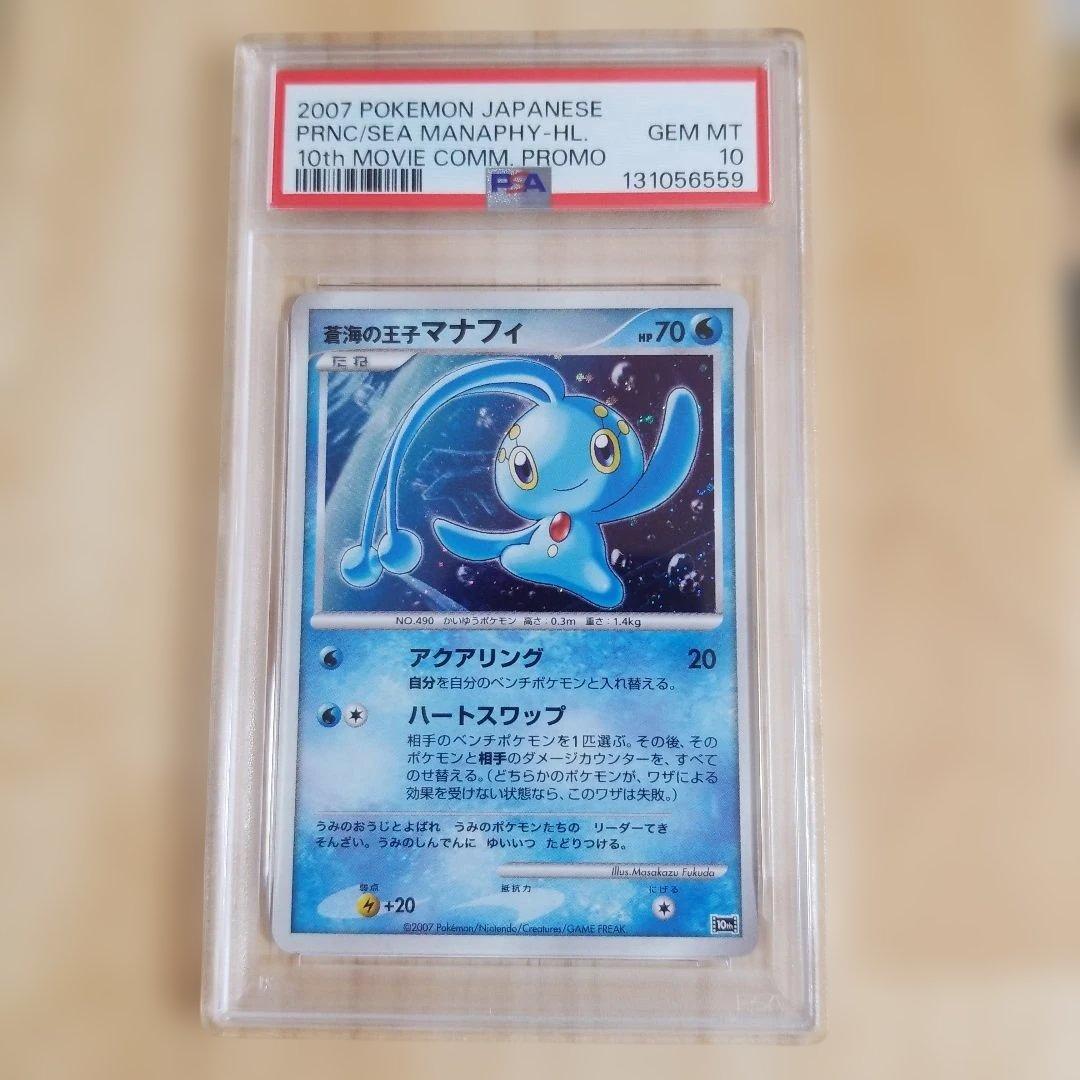 2007 POKEMON JAPANESE
PRNC/SEA MANAPHY-HL. GEM MT
10th MOVIE COMM. PROMO 10
PSA 131056559
蒼海の王子マナフィ HP70
たね
NO.490 かいゆうポケモン 高さ：0.3m 重さ：1.4kg
アクアリング 20
自分を自分のベンチポケモンと入れ替える。
ハートスワップ
相手のベンチポケモンを1匹選ぶ。その後、その
ポケモンと相手のダメージカウンターを、すべて
のせ替える。（どちらかのポケモンが、ワザによる
効果を受けない状態なら、このワザは失敗。）
うみのおうじとよばれ うみのポケモンたちの リーダーてき
そんざい。うみのしんでんに ゆいいつ たどりつける。
Illus.Masakazu Fukuda
弱点 抵抗力 にげる
+20
©2007 Pokémon/Nintendo/Creatures/GAME FREAK.
10th
PSA